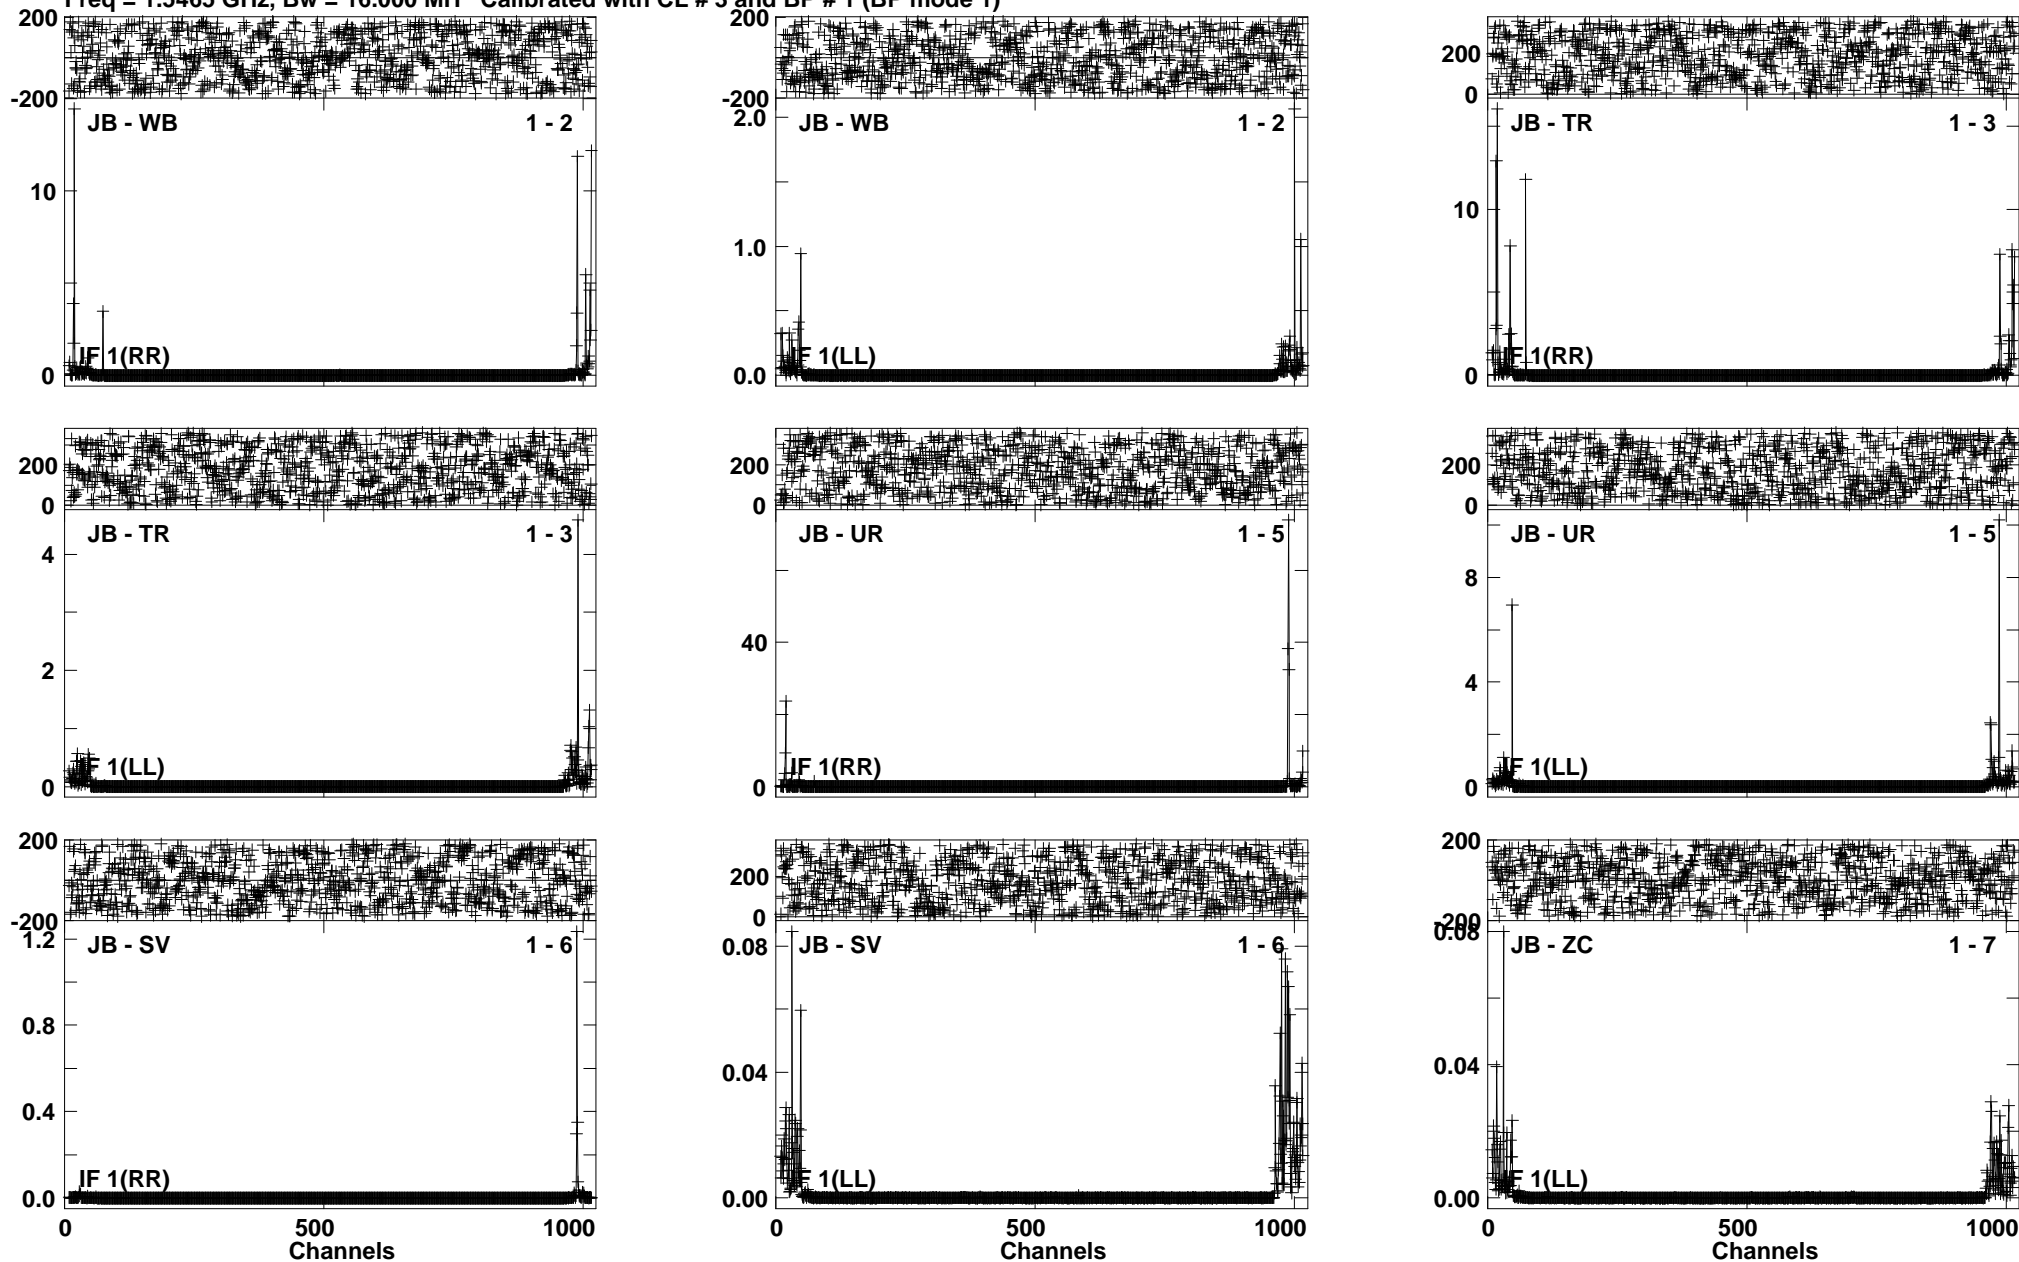 Freq = 1.5465 GHz, Bw = 16.000 MH Calibrated with CL # 3 and BP # 1 (BP mode 1)
200 200 200
-200 -200 0
JB - WB 1 - 2 JB - WB 1 - 2 JB - TR 1 - 3
10 2.0 10
0 1.0 0
0.0
IF 1(RR) IF 1(LL) IF 1(RR)
200 200 200
0 0 0
JB - TR 1 - 3 JB - UR 1 - 5 JB - UR 1 - 5
4 40 8
2 0 4
0 0
IF 1(LL) IF 1(RR) IF 1(LL)
200 200 200
-200 0 -200
JB - SV 1 - 6 JB - SV 1 - 6 JB - ZC 1 - 7
1.2 0.08 0.08
0.8 0.04 0.04
0.4
0.0 0.00 0.00
IF 1(RR) IF 1(LL) IF 1(LL)
0 500 1000 0 500 1000 0 500 1000
Channels Channels